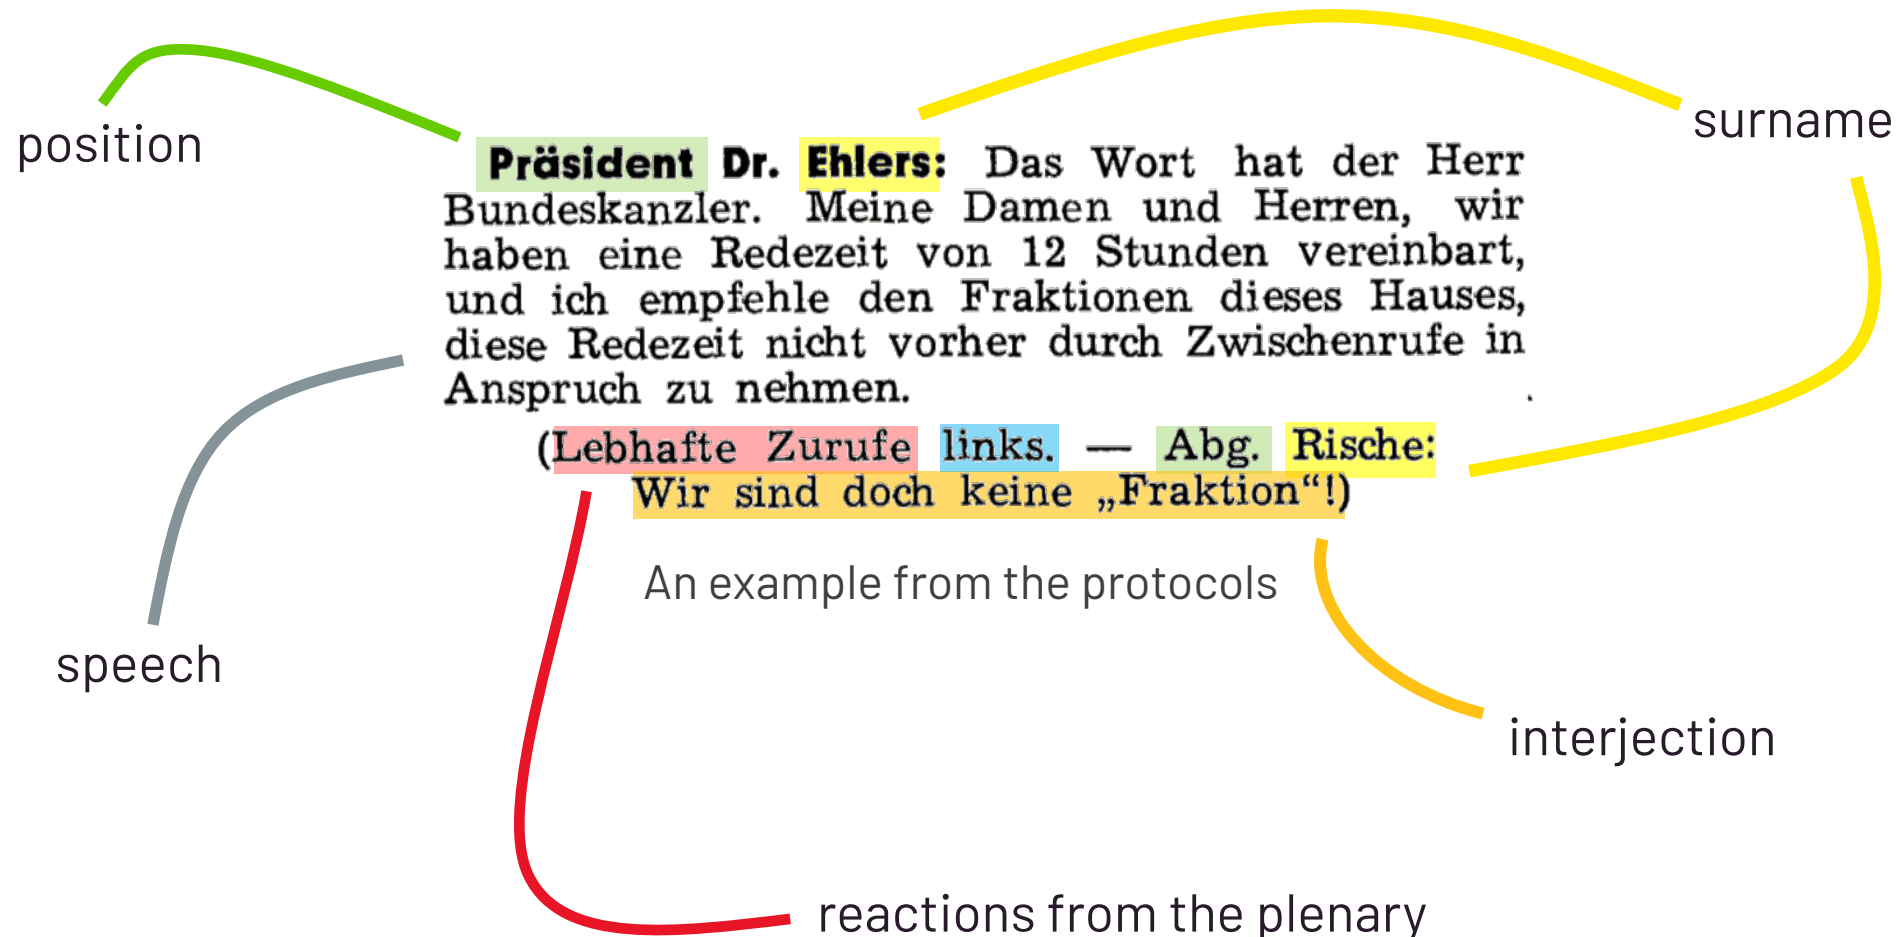 position
surname
Präsident Dr. Ehlers: Das Wort hat der Herr
Bundeskanzler. Meine Damen und Herren, wir
haben eine Redezeit von 12 Stunden vereinbart,
und ich empfehle den Fraktionen dieses Hauses,
diese Redezeit nicht vorher durch Zwischenrufe in
Anspruch zu nehmen.
(Lebhafte Zurufe links. — Abg. Rische:
Wir sind doch keine „Fraktion“!)
An example from the protocols
speech
interjection
reactions from the plenary